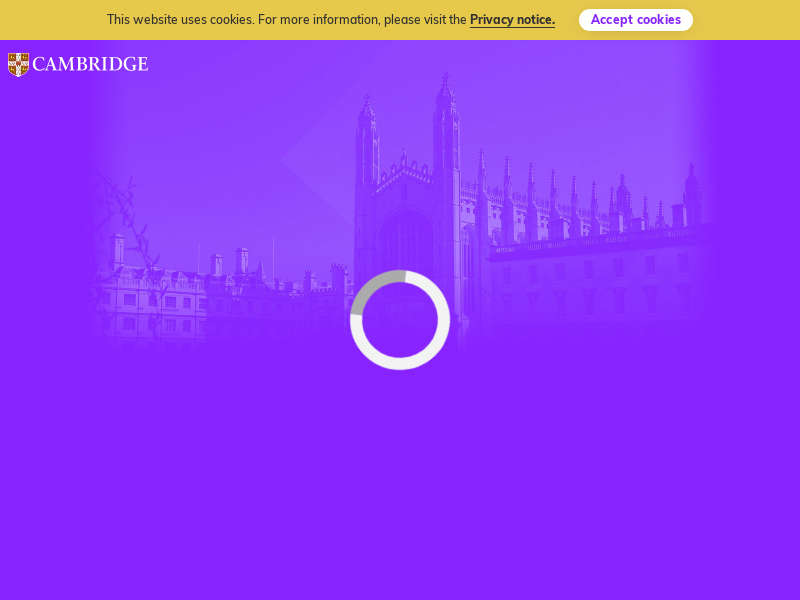 This website uses cookies. For more information, please visit the Privacy notice.
Accept cookies
CAMBRIDGE